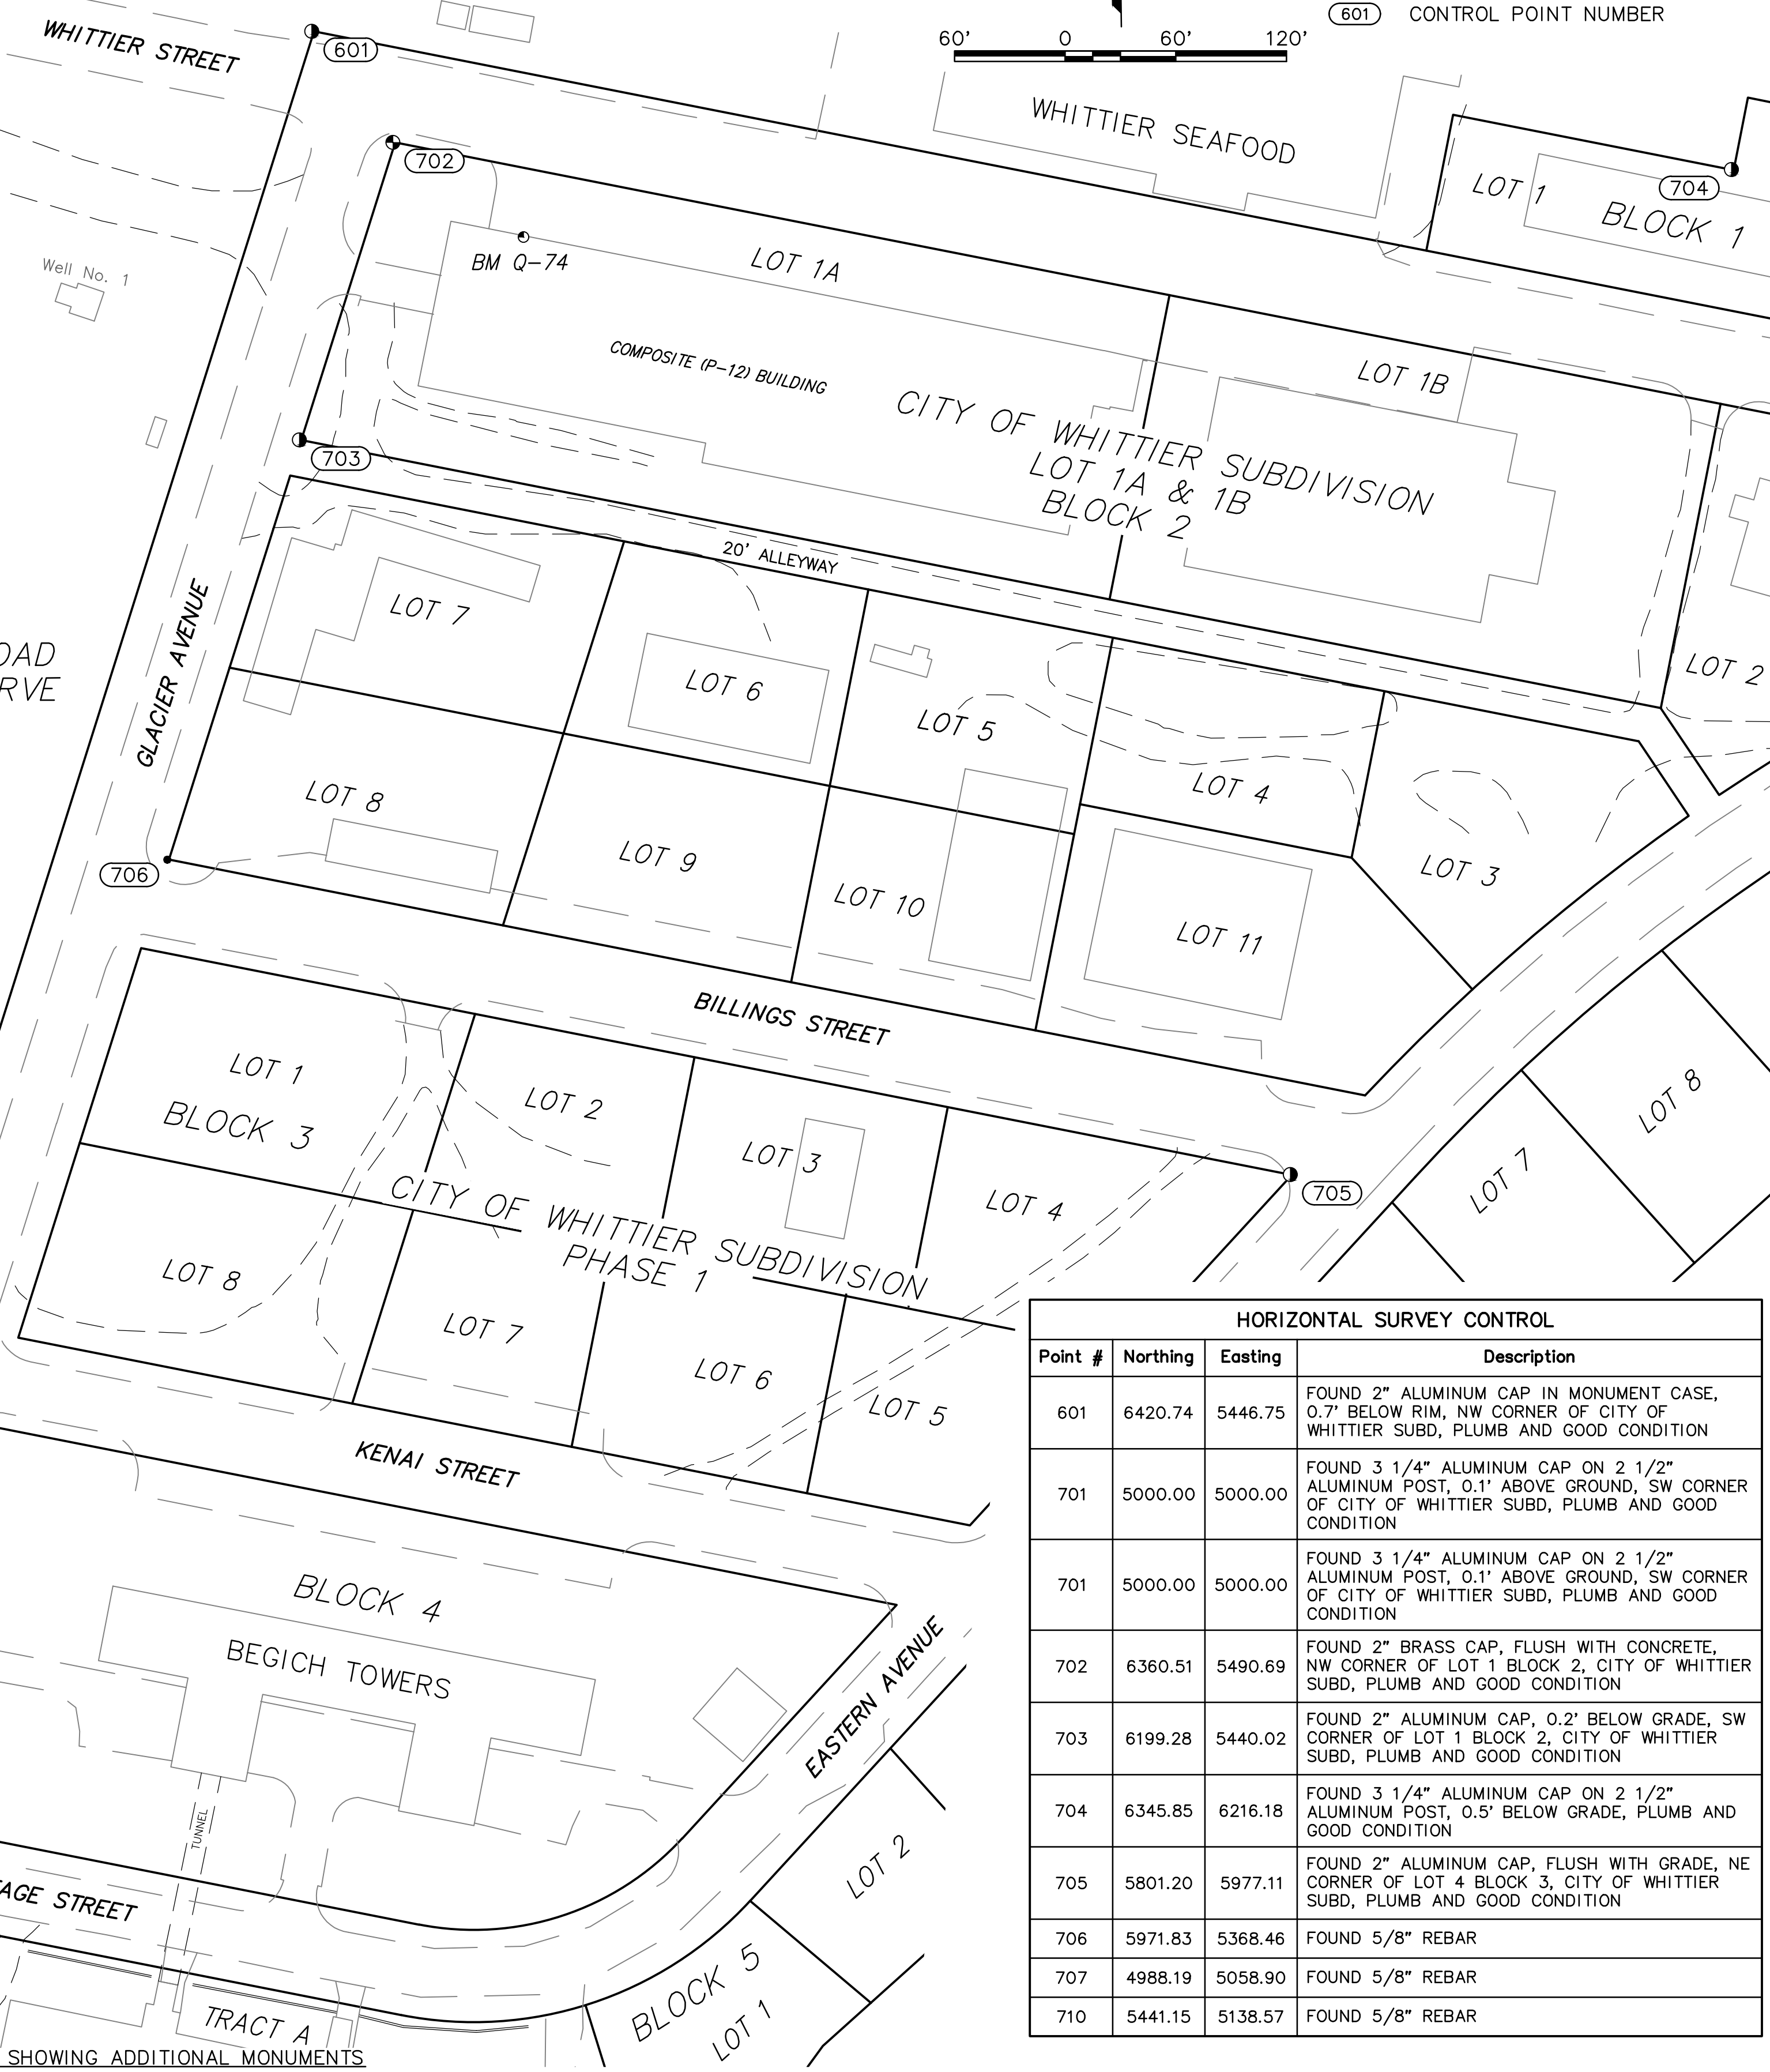 WHITTIER STREET
601
60' 0 60' 120'
601 CONTROL POINT NUMBER
WHITTIER SEAFOOD
702
704
LOT 1
BLOCK 1
BM Q-74
LOT 1A
Well No. 1
COMPOSITE (P-12) BUILDING
LOT 1B
CITY OF WHITTIER SUBDIVISION
LOT 1A & 1B
BLOCK 2
703
20' ALLEYWAY
GLACIER AVENUE
LOT 7
LOT 6
LOT 5
LOT 4
LOT 3
LOT 2
OAD
RVE
LOT 8
LOT 9
LOT 10
LOT 11
706
BILLINGS STREET
LOT 1
BLOCK 3
LOT 2
LOT 3
LOT 4
705
LOT 7
LOT 8
CITY OF WHITTIER SUBDIVISION
PHASE 1
LOT 8
LOT 7
LOT 6
LOT 5
KENAI STREET
BLOCK 4
BEGICH TOWERS
EASTERN AVENUE
TUNNEL
LOT 2
AGE STREET
BLOCK 5
LOT 1
TRACT A
SHOWING ADDITIONAL MONUMENTS
HORIZONTAL SURVEY CONTROL
Point # Northing Easting Description
601 6420.74 5446.75 FOUND 2" ALUMINUM CAP IN MONUMENT CASE,
0.7' BELOW RIM, NW CORNER OF CITY OF
WHITTIER SUBD, PLUMB AND GOOD CONDITION
701 5000.00 5000.00 FOUND 3 1/4" ALUMINUM CAP ON 2 1/2"
ALUMINUM POST, 0.1' ABOVE GROUND, SW CORNER
OF CITY OF WHITTIER SUBD, PLUMB AND GOOD
CONDITION
701 5000.00 5000.00 FOUND 3 1/4" ALUMINUM CAP ON 2 1/2"
ALUMINUM POST, 0.1' ABOVE GROUND, SW CORNER
OF CITY OF WHITTIER SUBD, PLUMB AND GOOD
CONDITION
702 6360.51 5490.69 FOUND 2" BRASS CAP, FLUSH WITH CONCRETE,
NW CORNER OF LOT 1 BLOCK 2, CITY OF WHITTIER
SUBD, PLUMB AND GOOD CONDITION
703 6199.28 5440.02 FOUND 2" ALUMINUM CAP, 0.2' BELOW GRADE, SW
CORNER OF LOT 1 BLOCK 2, CITY OF WHITTIER
SUBD, PLUMB AND GOOD CONDITION
704 6345.85 6216.18 FOUND 3 1/4" ALUMINUM CAP ON 2 1/2"
ALUMINUM POST, 0.5' BELOW GRADE, PLUMB AND
GOOD CONDITION
705 5801.20 5977.11 FOUND 2" ALUMINUM CAP, FLUSH WITH GRADE, NE
CORNER OF LOT 4 BLOCK 3, CITY OF WHITTIER
SUBD, PLUMB AND GOOD CONDITION
706 5971.83 5368.46 FOUND 5/8" REBAR
707 4988.19 5058.90 FOUND 5/8" REBAR
710 5441.15 5138.57 FOUND 5/8" REBAR